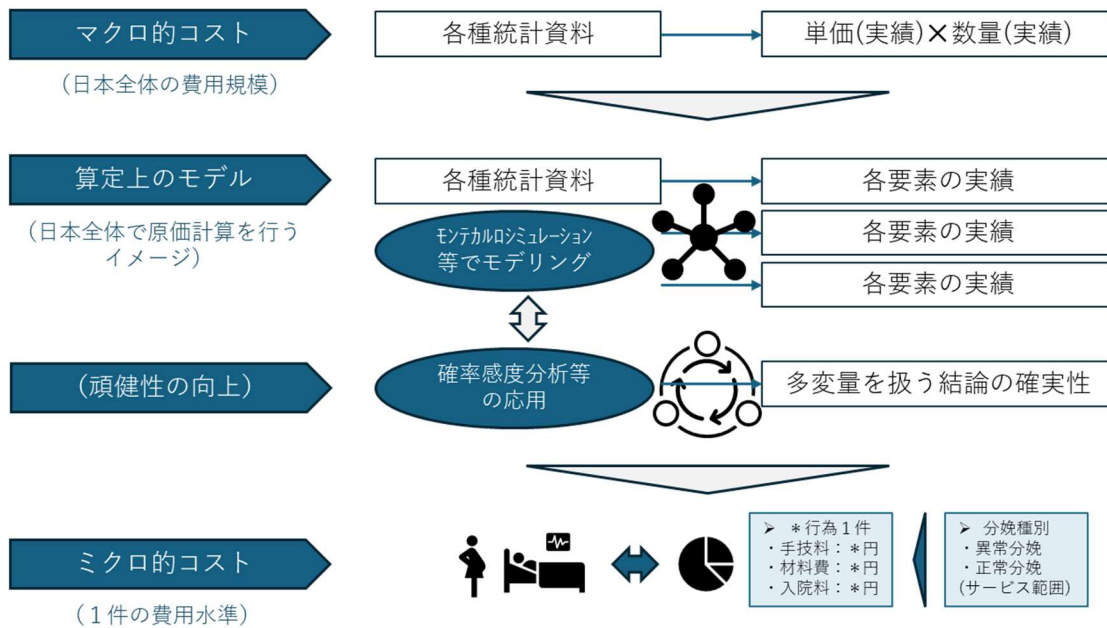 マクロ的コスト
各種統計資料
単価(実績)×数量(実績)
(日本全体の費用規模)
算定上のモデル
各種統計資料
各要素の実績
(日本全体で原価計算を行う
イメージ)
ﾓﾝﾃｶﾙﾛｼﾐｭﾚｰｼｮﾝ
等でモデリング
各要素の実績
各要素の実績
(頑健性の向上)
確率感度分析等
の応用
多変量を扱う結論の確実性
ミクロ的コスト
(1件の費用水準)
➢ *行為1件
・手技料：*円
・材料費：*円
・入院料：*円
➢ 分娩種別
・異常分娩
・正常分娩
(サービス範囲)